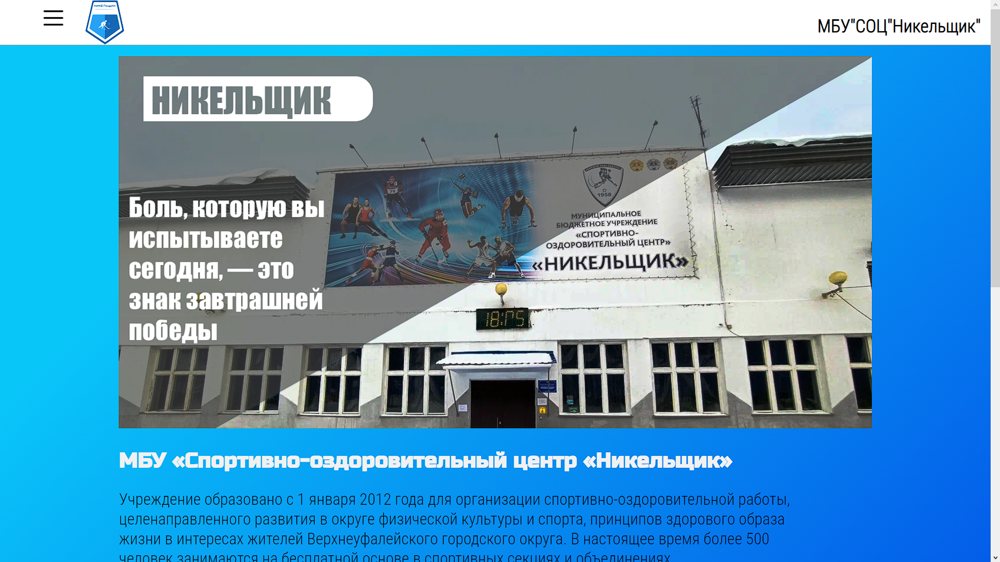 НИКЕЛЬЩИК
МБУ"СОЦ"Никельщик"
НИКЕЛЬЩИК
Боль, которую вы
испытываете
сегодня, — это
знак завтрашней
победы
1958
МУНИЦИПАЛЬНОЕ
БЮДЖЕТНОЕ УЧРЕЖДЕНИЕ
«СПОРТИВНО-
ОЗДОРОВИТЕЛЬНЫЙ ЦЕНТР»
«НИКЕЛЬЩИК»
18:05
МБУ «Спортивно-оздоровительный центр «Никельщик»
Учреждение образовано с 1 января 2012 года для организации спортивно-оздоровительной работы,
целенаправленного развития в округе физической культуры и спорта, принципов здорового образа
жизни в интересах жителей Верхнеуфалейского городского округа. В настоящее время более 500
человек занимаются на бесплатной основе в спортивных секциях и объединениях.